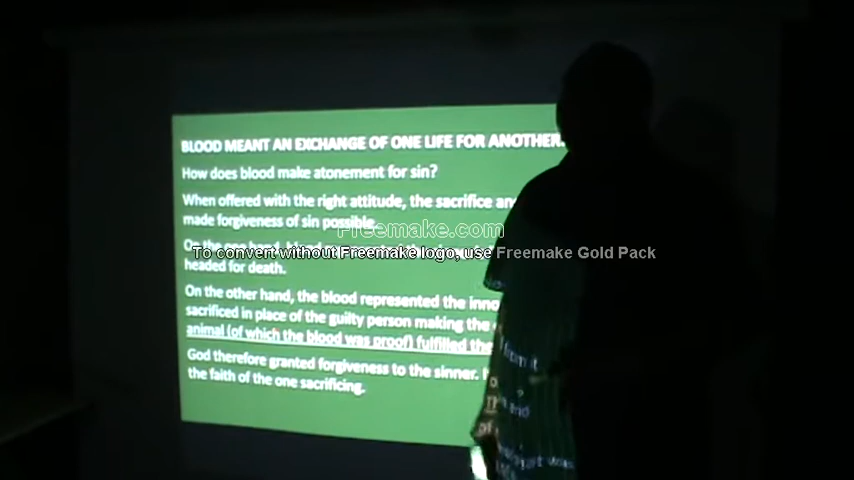 BLOOD MEANT AN EXCHANGE OF ONE LIFE FOR ANOTHER.
How does blood make atonement for sin?
When offered with the right attitude, the sacrifice
made forgiveness of sin possible.
Freemake.com
On the one hand,
To convert without Freemake logo, use Freemake Gold Pack
headed for death.
On the other hand, the blood represented the
sacrificed in place of the guilty person making the
animal (of which the blood was proof) fulfilled the
God therefore granted forgiveness to the sinner.
the faith of the one sacrificing.